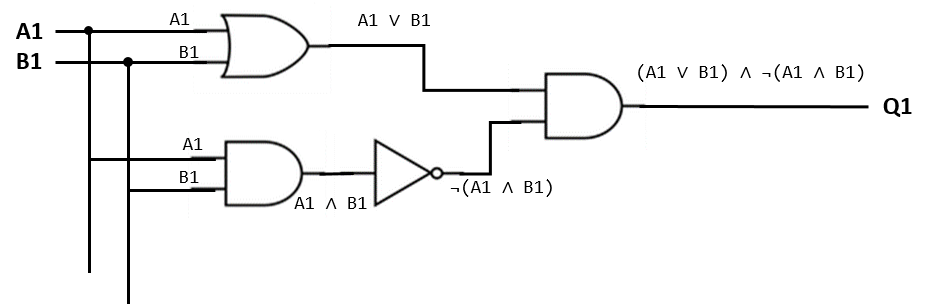 A1
A1
A1 ∨ B1
B1
B1
(A1 ∨ B1) ∧ ¬(A1 ∧ B1)
Q1
A1
B1
A1 ∧ B1
¬(A1 ∧ B1)